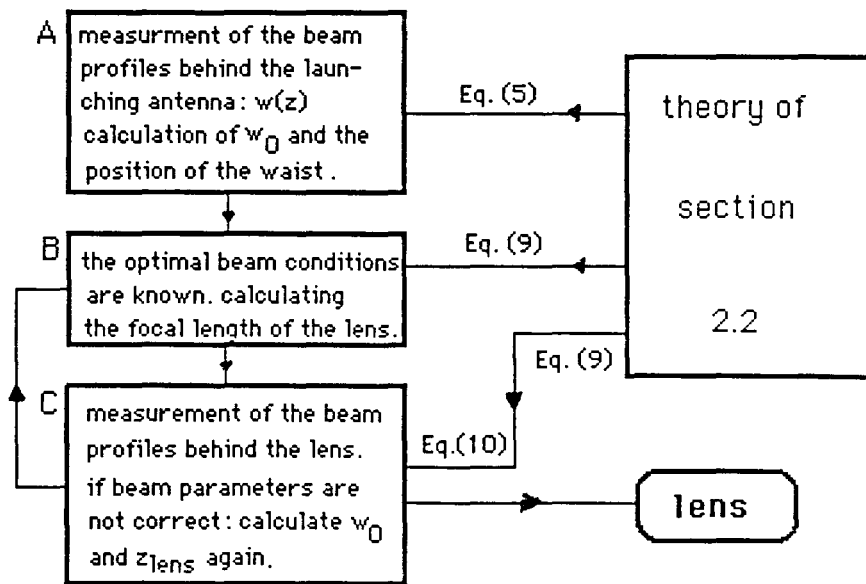 A
measurment of the beam
profiles behind the laun-
ching antenna: w(z)
calculation of w0 and the
position of the waist.
Eq. (5)
theory of
section
2.2
B
the optimal beam conditions
are known. calculating
the focal length of the lens.
Eq. (9)
Eq. (9)
C
measurement of the beam
profiles behind the lens.
if beam parameters are
not correct: calculate w0
and zlens again.
Eq.(10)
lens